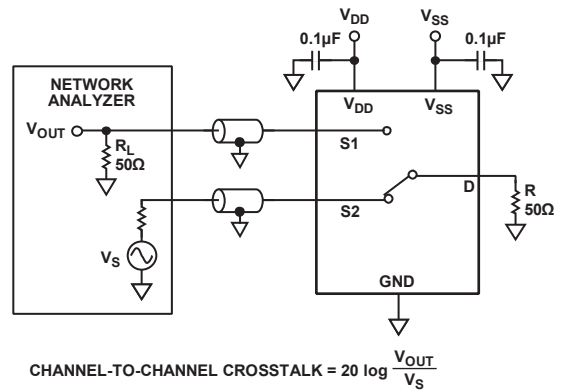 VDD
VSS
0.1µF
0.1µF
NETWORK
ANALYZER
VDD
VSS
VOUT
S1
RL
50Ω
D
R
50Ω
S2
VS
GND
CHANNEL-TO-CHANNEL CROSSTALK = 20 log VOUT
VS